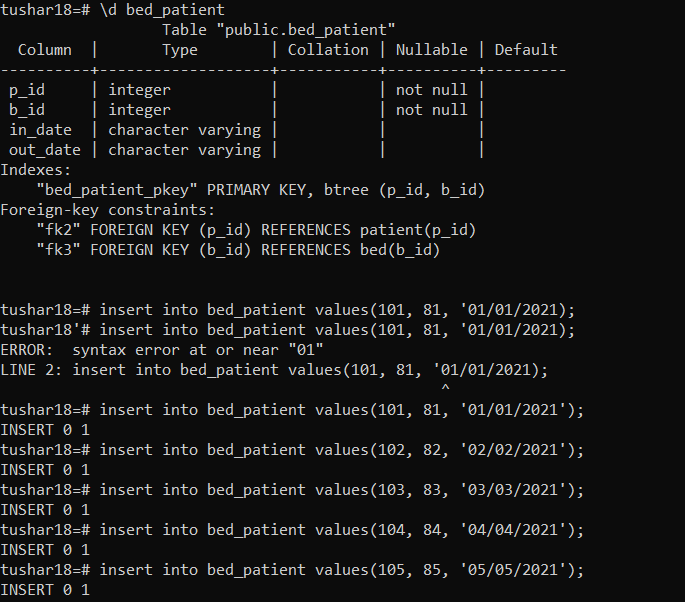 tushar18=# \d bed_patient
                  Table "public.bed_patient"
  Column  |       Type        | Collation | Nullable | Default
----------+-------------------+-----------+----------+---------
 p_id     | integer           |           | not null |
 b_id     | integer           |           | not null |
 in_date  | character varying |           |          |
 out_date | character varying |           |          |
Indexes:
    "bed_patient_pkey" PRIMARY KEY, btree (p_id, b_id)
Foreign-key constraints:
    "fk2" FOREIGN KEY (p_id) REFERENCES patient(p_id)
    "fk3" FOREIGN KEY (b_id) REFERENCES bed(b_id)
tushar18=# insert into bed_patient values(101, 81, '01/01/2021);
tushar18'# insert into bed_patient values(101, 81, '01/01/2021);
ERROR:  syntax error at or near "01"
LINE 2: insert into bed_patient values(101, 81, '01/01/2021);
                                                 ^
tushar18=# insert into bed_patient values(101, 81, '01/01/2021');
INSERT 0 1
tushar18=# insert into bed_patient values(102, 82, '02/02/2021');
INSERT 0 1
tushar18=# insert into bed_patient values(103, 83, '03/03/2021');
INSERT 0 1
tushar18=# insert into bed_patient values(104, 84, '04/04/2021');
INSERT 0 1
tushar18=# insert into bed_patient values(105, 85, '05/05/2021');
INSERT 0 1